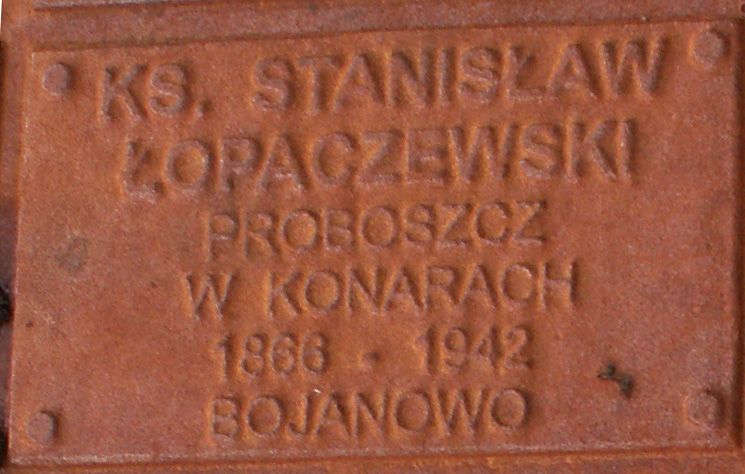 KS. STANISŁAW
ŁOPACZEWSKI
PROBOSZCZ
W KONARACH
1866 - 1942
BOJANOWO